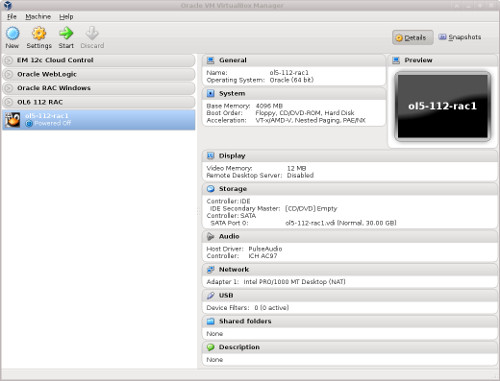 Oracle VM VirtualBox Manager
File Machine Help
New Settings Start Discard
Details Snapshots
EM 12c Cloud Control
Oracle WebLogic
Oracle RAC Windows
OL6 112 RAC
ol5-112-rac1
Powered Off
General
Name: ol5-112-rac1
Operating System: Oracle (64 bit)
System
Base Memory: 4096 MB
Boot Order: Floppy, CD/DVD-ROM, Hard Disk
Acceleration: VT-x/AMD-V, Nested Paging, PAE/NX
Preview
ol5-112-rac1
Display
Video Memory: 12 MB
Remote Desktop Server: Disabled
Storage
Controller: IDE
IDE Secondary Master: [CD/DVD] Empty
Controller: SATA
SATA Port 0: ol5-112-rac1.vdi (Normal, 30.00 GB)
Audio
Host Driver: PulseAudio
Controller: ICH AC97
Network
Adapter 1: Intel PRO/1000 MT Desktop (NAT)
USB
Device Filters: 0 (0 active)
Shared folders
None
Description
None